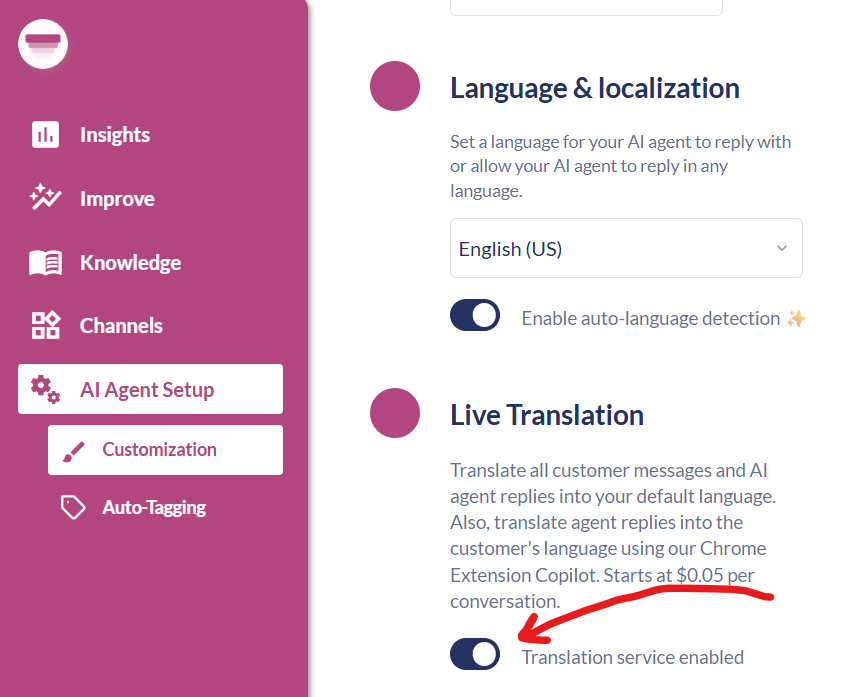 Insights
Improve
Knowledge
Channels
AI Agent Setup
Customization
Auto-Tagging
Language & localization
Set a language for your AI agent to reply with
or allow your AI agent to reply in any
language.
English (US)
Enable auto-language detection ✨
Live Translation
Translate all customer messages and AI
agent replies into your default language.
Also, translate agent replies into the
customer's language using our Chrome
Extension Copilot. Starts at $0.05 per
conversation.
Translation service enabled